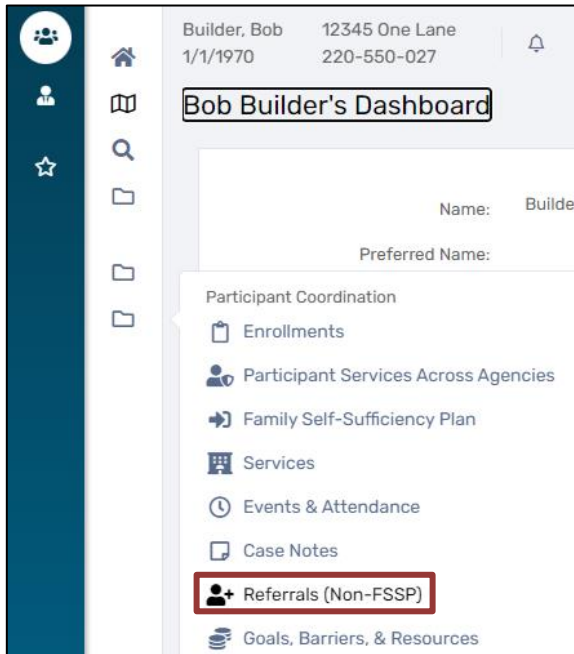 Builder, Bob 12345 One Lane
1/1/1970 220-550-027
Bob Builder's Dashboard
Name: Builde
Preferred Name:
Participant Coordination
Enrollments
Participant Services Across Agencies
Family Self-Sufficiency Plan
Services
Events & Attendance
Case Notes
Referrals (Non-FSSP)
Goals, Barriers, & Resources